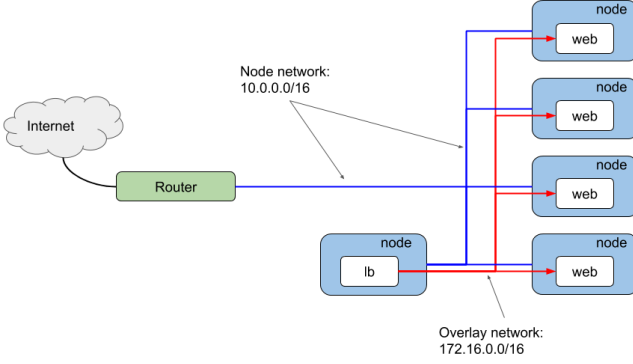 node
web
Node network:
10.0.0.0/16
node
web
Internet
node
Router
web
node
lb
node
web
Overlay network:
172.16.0.0/16